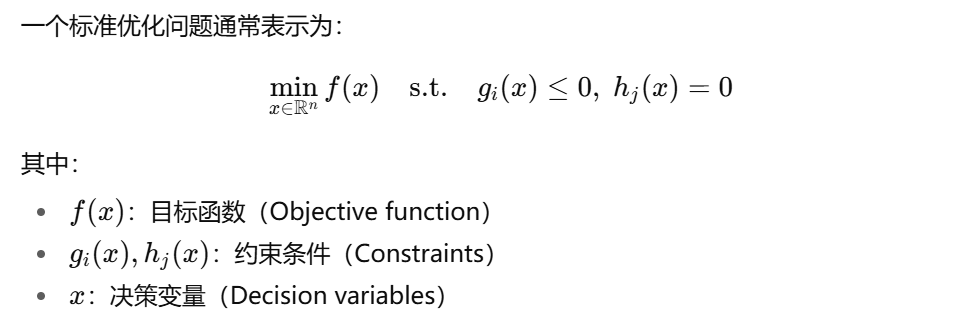 一个标准优化问题通常表示为：
min f(x) s.t. gᵢ(x) ≤ 0, hⱼ(x) = 0
x∈ℝⁿ
其中：
• f(x)：目标函数（Objective function）
• gᵢ(x), hⱼ(x)：约束条件（Constraints）
• x：决策变量（Decision variables）